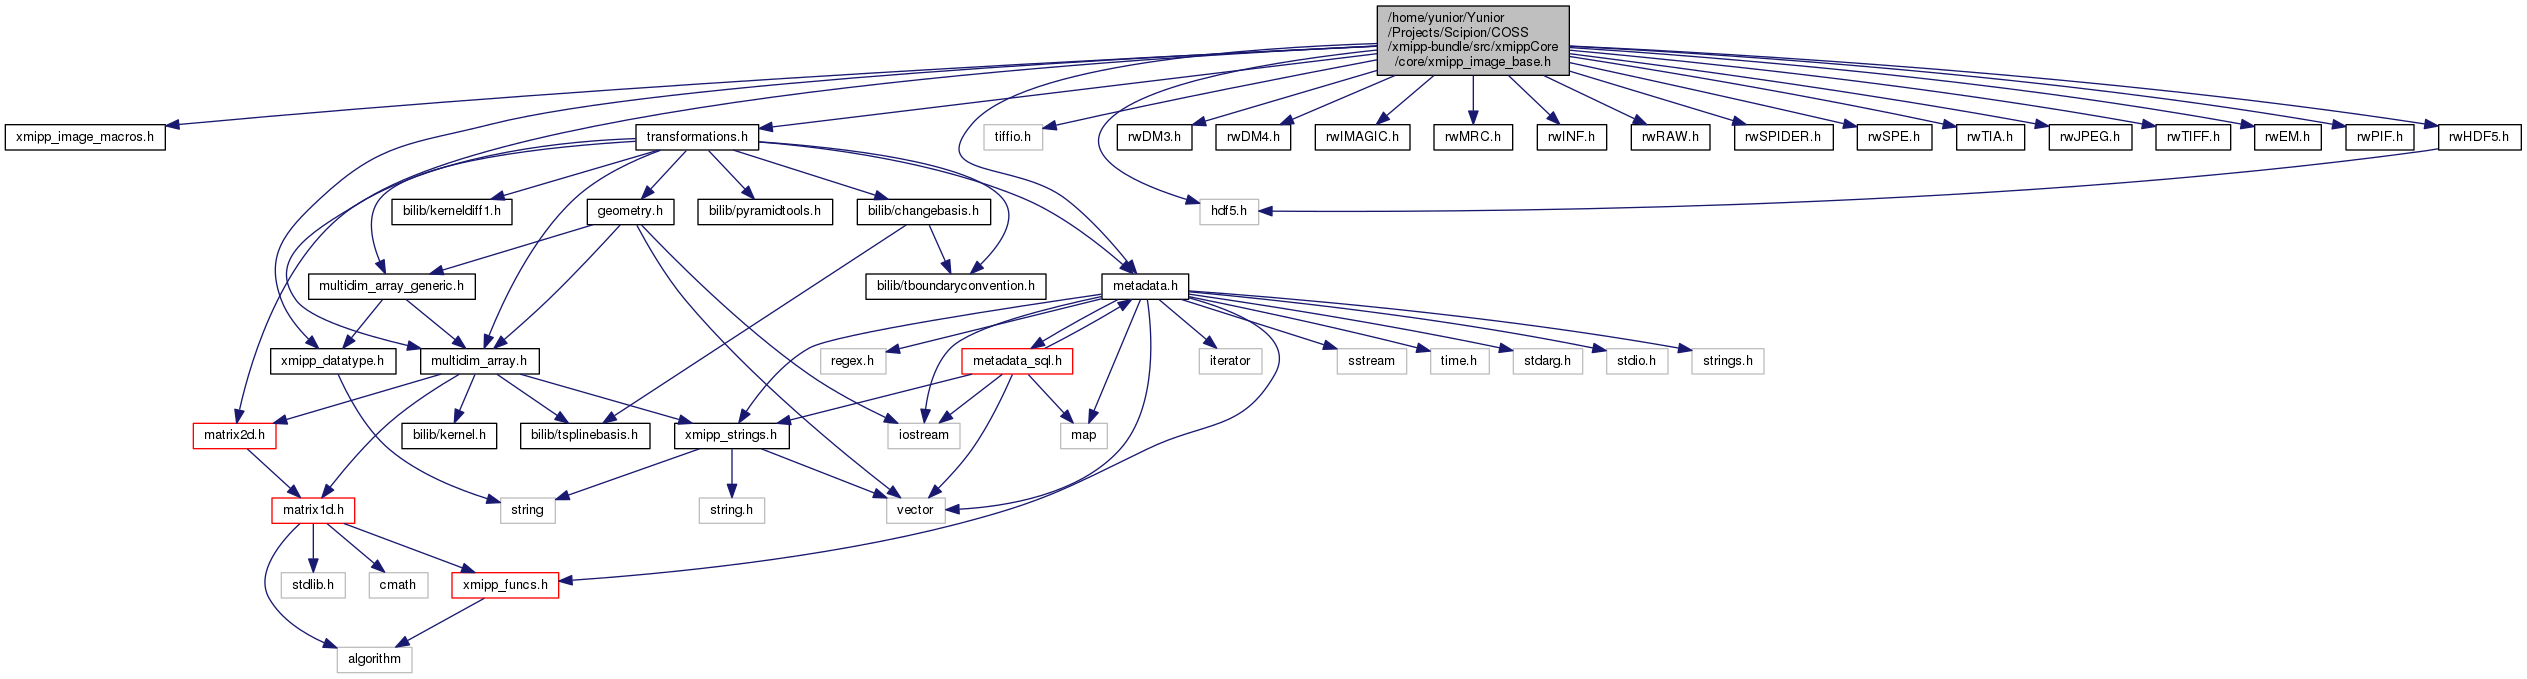 /home/yunior/Yunior
/Projects/Scipion/COSS
/xmipp-bundle/src/xmippCore
/core/xmipp_image_base.h
xmipp_image_macros.h
transformations.h
tiffio.h
rwDM3.h
rwDM4.h
rwIMAGIC.h
rwMRC.h
rwINF.h
rwRAW.h
rwSPIDER.h
rwSPE.h
rwTIA.h
rwJPEG.h
rwTIFF.h
rwEM.h
rwPIF.h
rwHDF5.h
bilib/kerneldiff1.h
geometry.h
bilib/pyramidtools.h
bilib/changebasis.h
hdf5.h
multidim_array_generic.h
bilib/tboundaryconvention.h
metadata.h
xmipp_datatype.h
multidim_array.h
regex.h
metadata_sql.h
iterator
sstream
time.h
stdarg.h
stdio.h
strings.h
matrix2d.h
bilib/kernel.h
bilib/tsplinebasis.h
xmipp_strings.h
iostream
map
matrix1d.h
string
string.h
vector
stdlib.h
cmath
xmipp_funcs.h
algorithm